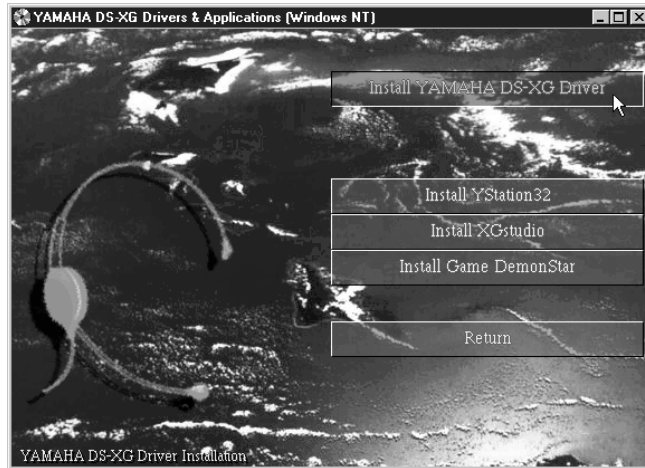 YAMAHA DS-XG Drivers & Applications (Windows NT)
Install YAMAHA DS-XG Driver
Install YStation32
Install XGstudio
Install Game DemonStar
Return
YAMAHA DS-XG Driver Installation